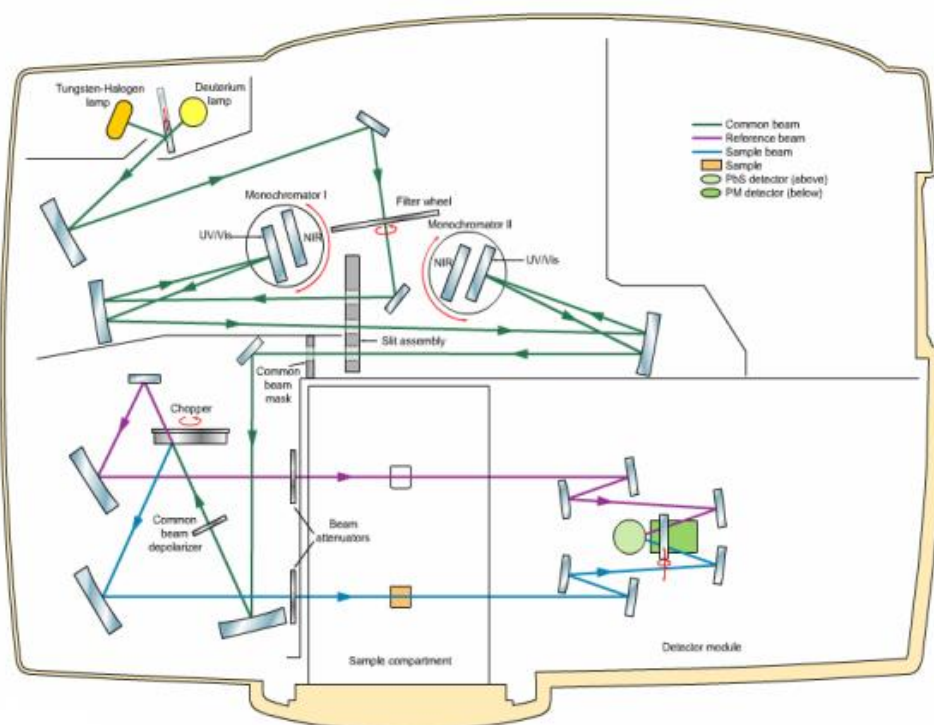 Tungsten-Halogen
lamp
Deuterium
lamp
Common beam
Reference beam
Sample beam
Sample
PbS detector (above)
PM detector (below)
Monochromator I
UV/Vis
NIR
Filter wheel
Monochromator II
NIR
UV/Vis
Slit assembly
Common
beam
mask
Chopper
Common
beam
depolarizer
Beam
attenuators
Sample compartment
Detector module